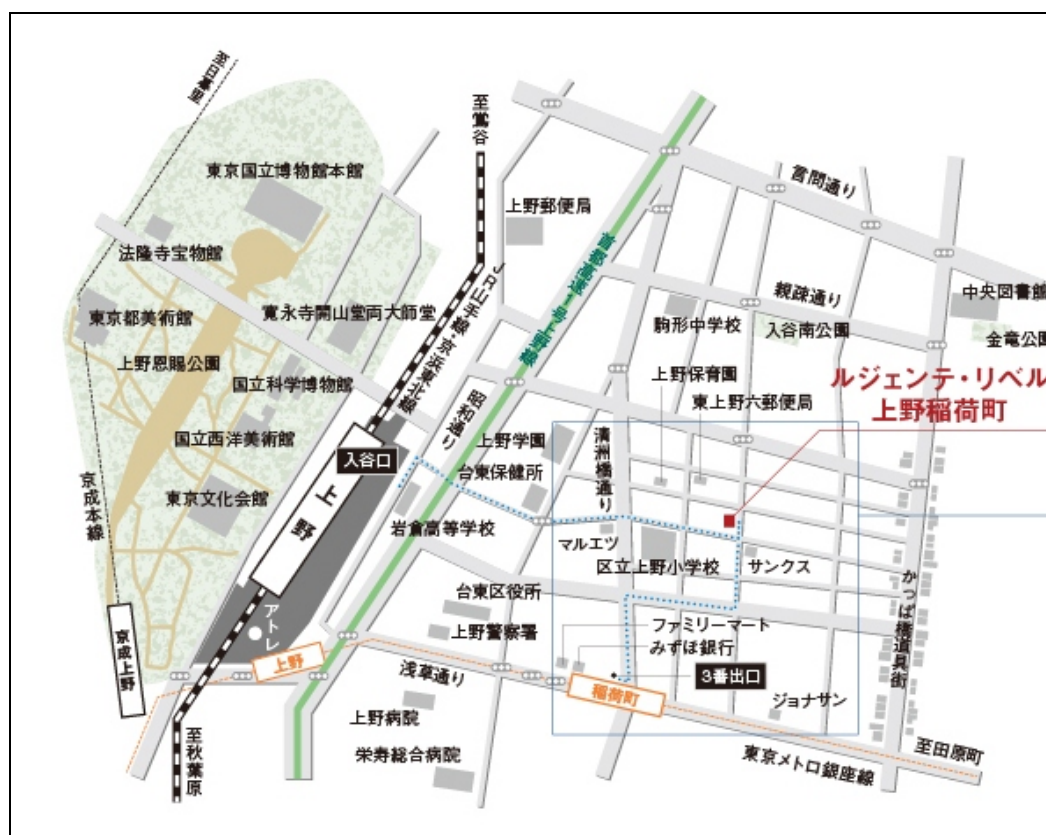 至日暮里
至鶯谷
東京国立博物館本館
上野郵便局
言問通り
法隆寺宝物館
首都高速1号上野線
JR山手線・京浜東北線
親疎通り
中央図書館
東京都美術館
寛永寺開山堂両大師堂
駒形中学校
入谷南公園
金竜公園
上野恩賜公園
国立科学博物館
昭和通り
上野保育園
東上野六郵便局
ルジェンテ・リベル
上野稲荷町
国立西洋美術館
入谷口
上野学園
清洲橋通り
台東保健所
京成本線
東京文化会館
上野
岩倉高等学校
マルエツ
区立上野小学校
サンクス
かっぱ橋道具街
台東区役所
アトレ
上野警察署
ファミリーマート
みずほ銀行
京成上野
上野
浅草通り
3番出口
稲荷町
ジョナサン
上野病院
至秋葉原
栄寿総合病院
東京メトロ銀座線
至田原町